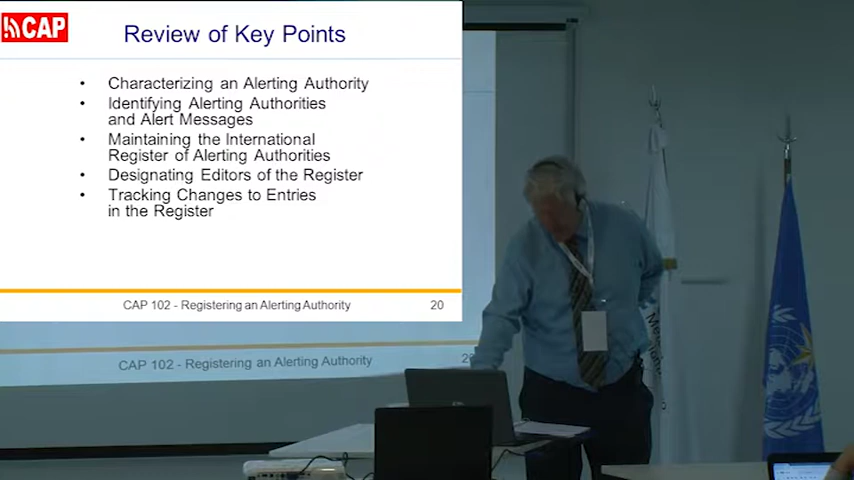 CAP
Review of Key Points
• Characterizing an Alerting Authority
• Identifying Alerting Authorities
and Alert Messages
• Maintaining the International
Register of Alerting Authorities
• Designating Editors of the Register
• Tracking Changes to Entries
in the Register
CAP 102 - Registering an Alerting Authority 20
CAP 102 - Registering an Alerting Authority